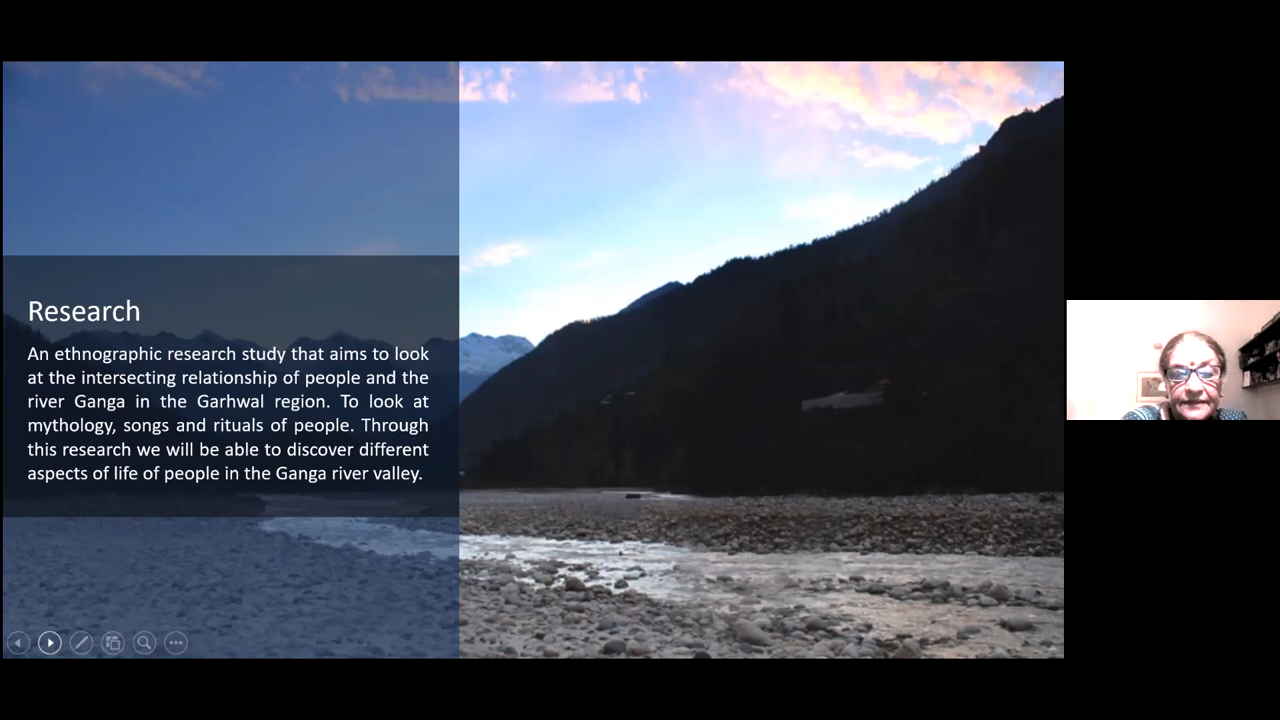 Research
An ethnographic research study that aims to look
at the intersecting relationship of people and the
river Ganga in the Garhwal region. To look at
mythology, songs and rituals of people. Through
this research we will be able to discover different
aspects of life of people in the Ganga river valley.